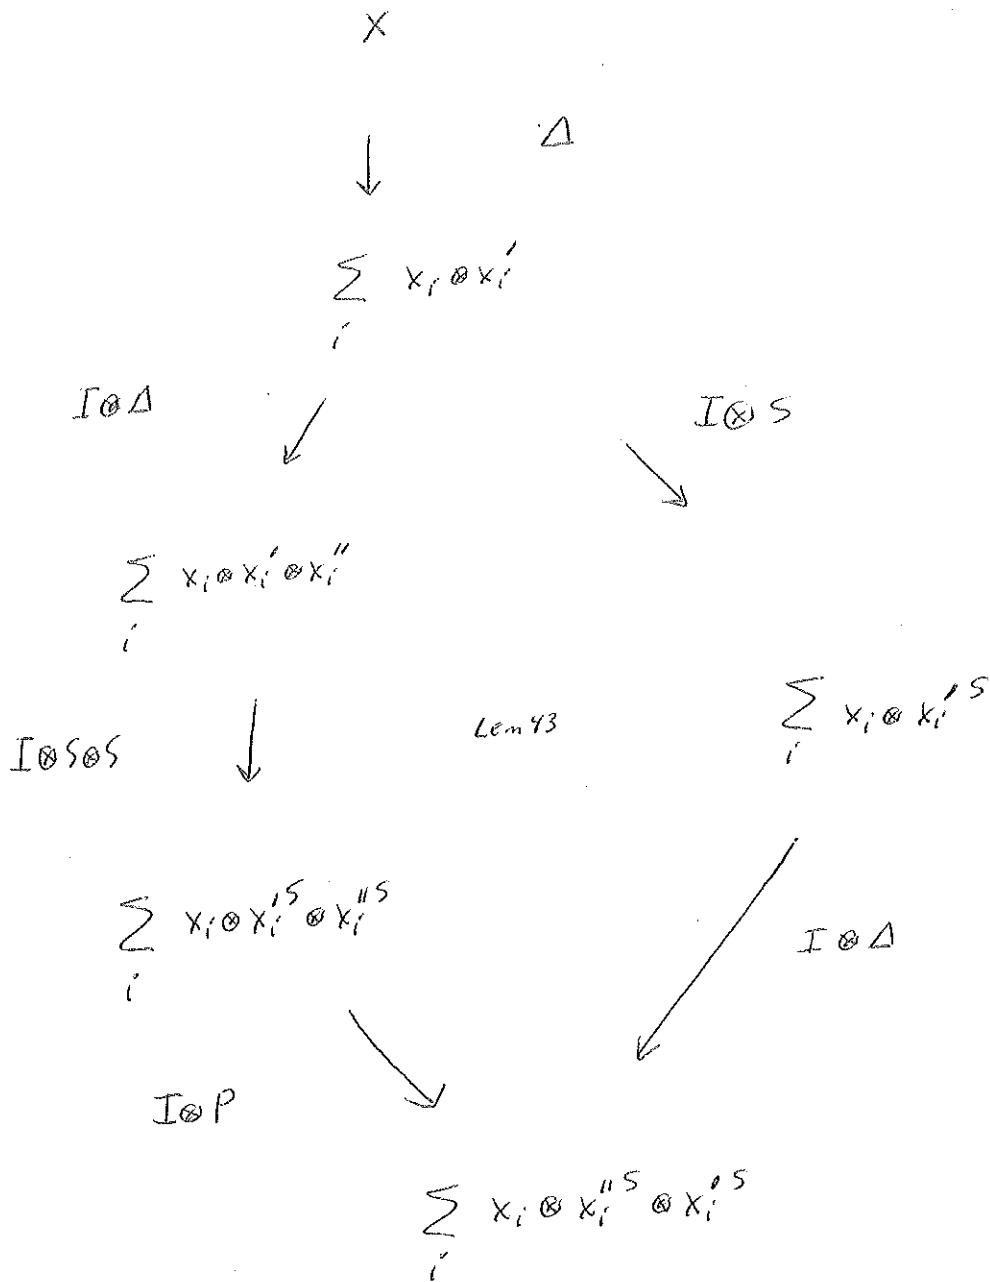 X
Δ
∑ xᵢ ⊗ xᵢ′
i
I⊗Δ
I⊗S
∑ xᵢ ⊗ xᵢ′ ⊗ xᵢ″
i
∑ xᵢ ⊗ xᵢ′ˢ
i
Lem 43
I⊗S⊗S
∑ xᵢ ⊗ xᵢ′ˢ ⊗ xᵢ″ˢ
i
I⊗Δ
I⊗P
∑ xᵢ ⊗ xᵢ″ˢ ⊗ xᵢ′ˢ
i